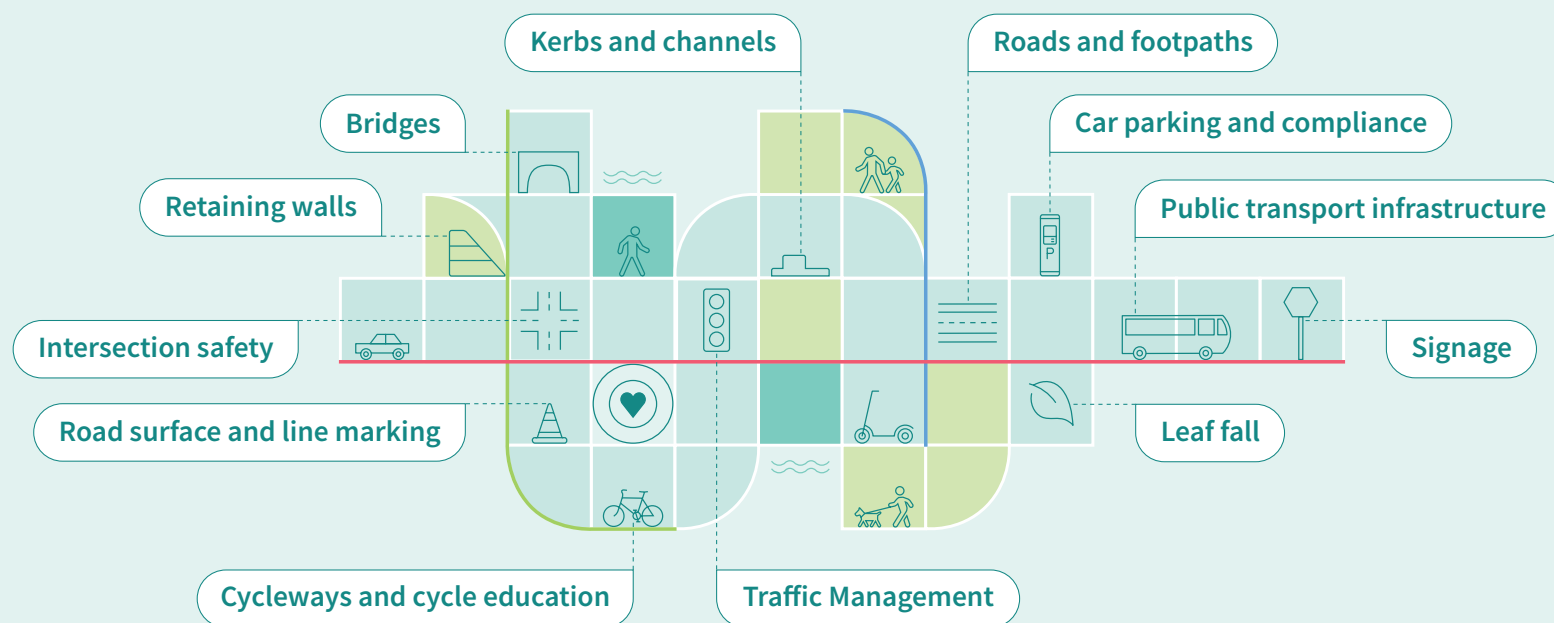 Kerbs and channels
Roads and footpaths
Bridges
Car parking and compliance
Retaining walls
Public transport infrastructure
P
Intersection safety
Signage
Road surface and line marking
Leaf fall
Cycleways and cycle education
Traffic Management